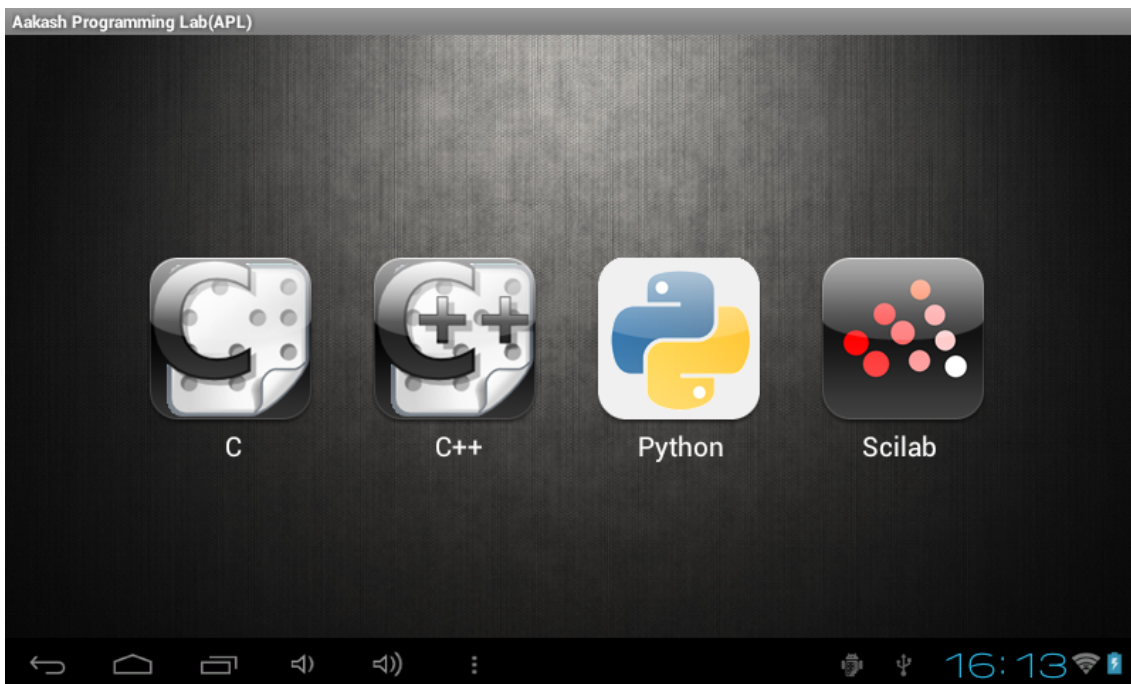 Aakash Programming Lab(APL)
C
C++
C
C++
Python
Scilab
16:13